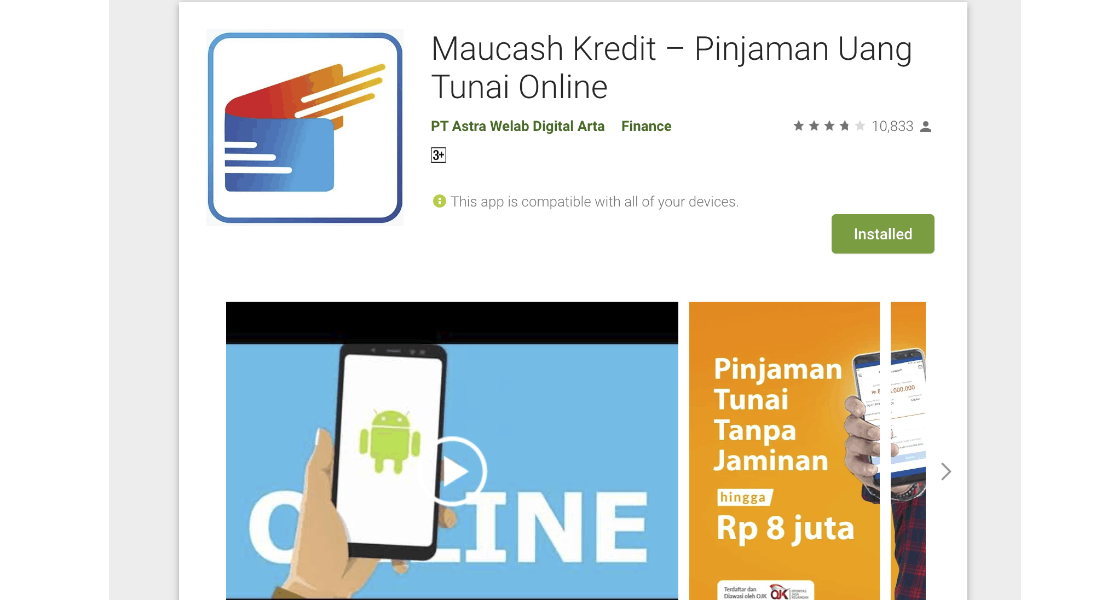 Maucash Kredit – Pinjaman Uang
Tunai Online
PT Astra Welab Digital Arta Finance
10,833
3+
This app is compatible with all of your devices.
Installed
ONLINE
Pinjaman
Tunai
Tanpa
Jaminan
hingga
Rp 8 juta
Terdaftar dan
Diawasi oleh OJK
OJK